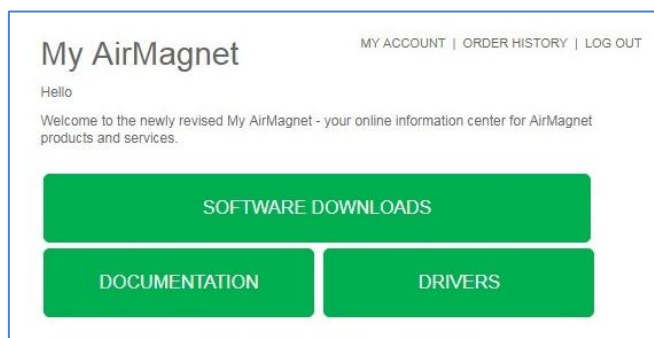 My AirMagnet
MY ACCOUNT | ORDER HISTORY | LOG OUT
Hello
Welcome to the newly revised My AirMagnet - your online information center for AirMagnet
products and services.
SOFTWARE DOWNLOADS
DOCUMENTATION
DRIVERS